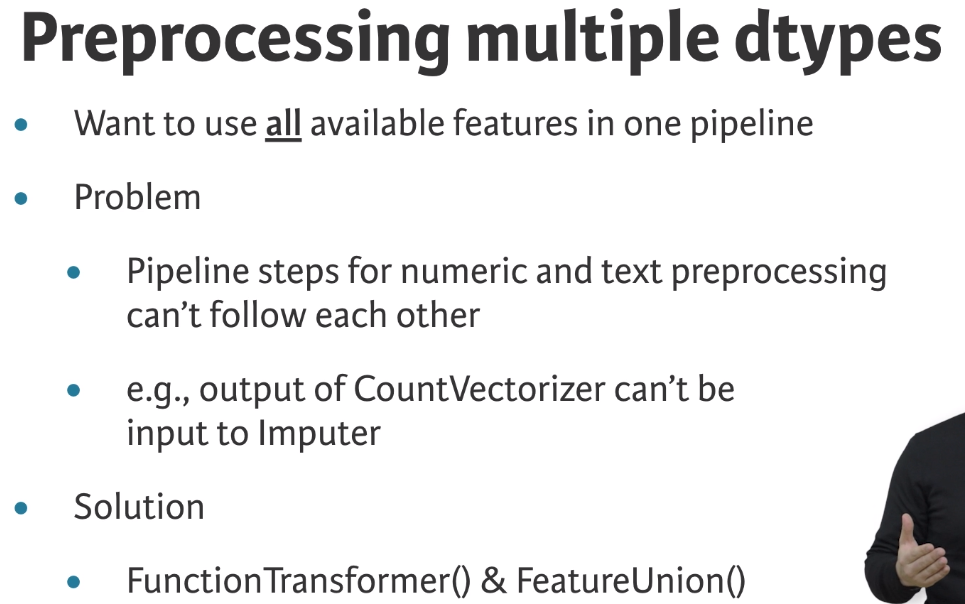 Preprocessing multiple dtypes
Want to use all available features in one pipeline
Problem
Pipeline steps for numeric and text preprocessing
can’t follow each other
e.g., output of CountVectorizer can’t be
input to Imputer
Solution
FunctionTransformer() & FeatureUnion()